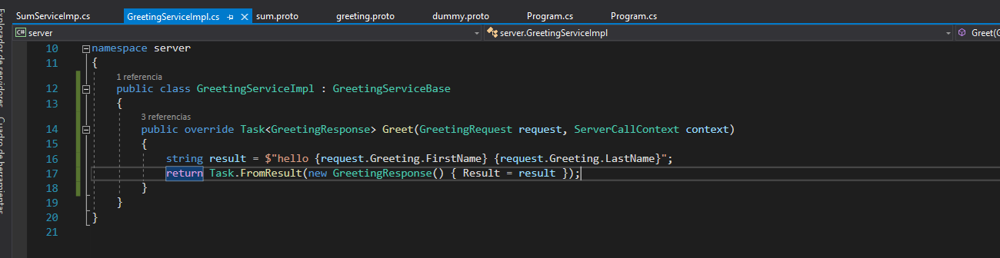 SumServiceImp.cs
GreetingServiceImpl.cs
sum.proto
greeting.proto
dummy.proto
Program.cs
Program.cs
server
server.GreetingServiceImpl
Greet(G
Explorador de servidores
Cuadro de herramientas
10 namespace server
11 {
1 referencia
12 public class GreetingServiceImpl : GreetingServiceBase
13 {
3 referencias
14 public override Task<GreetingResponse> Greet(GreetingRequest request, ServerCallContext context)
15 {
16 string result = $"hello {request.Greeting.FirstName} {request.Greeting.LastName}";
17 return Task.FromResult(new GreetingResponse() { Result = result });
18 }
19 }
20 }
21